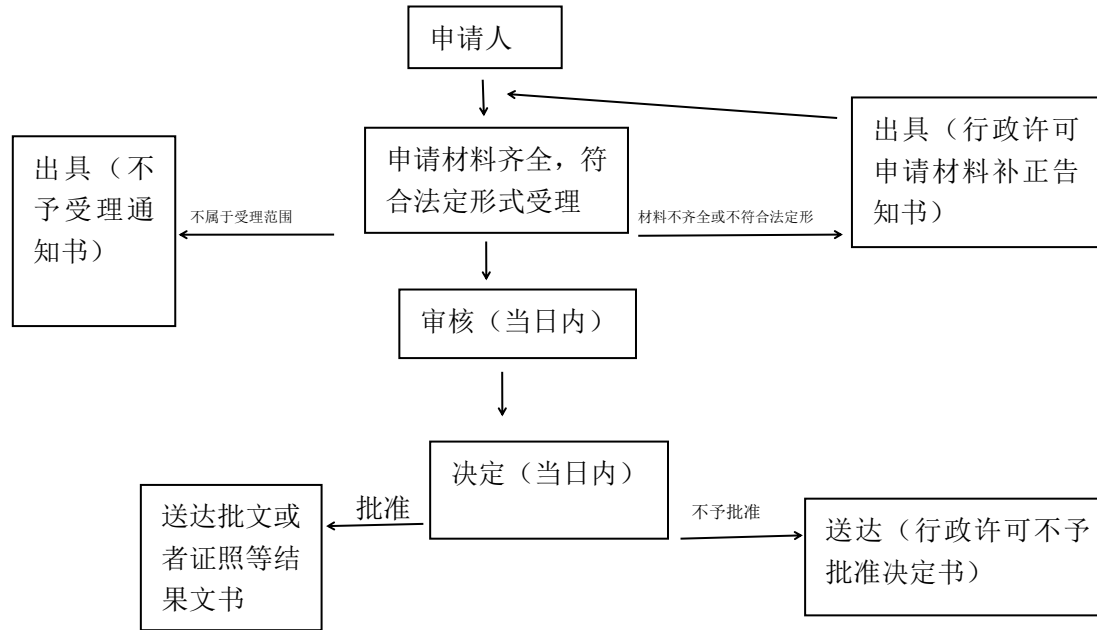 申请人
出具（行政许可
申请材料补正告
知书）
出具（不
予受理通
知书）
申请材料齐全，符
合法定形式受理
不属于受理范围
材料不齐全或不符合法定形
审核（当日内）
决定（当日内）
批准
不予批准
送达批文或
者证照等结
果文书
送达（行政许可不予
批准决定书）